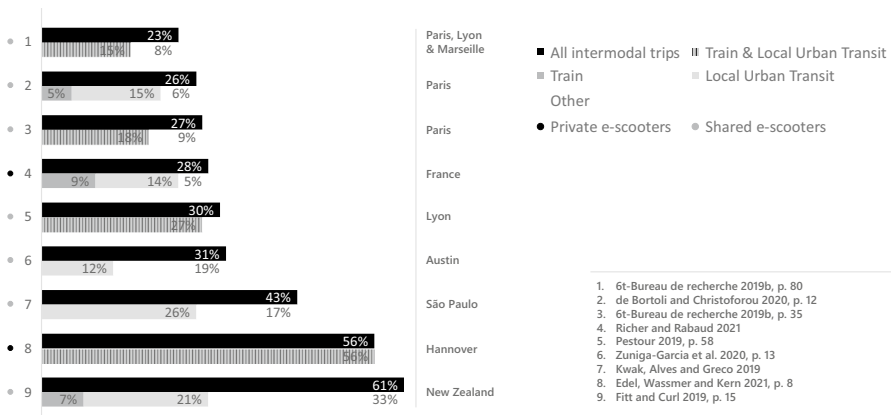 1
23%
15% 8%
Paris, Lyon
& Marseille
2
26%
5% 15% 6%
Paris
3
27%
18% 9%
Paris
4
28%
9% 14% 5%
France
5
30%
27%
Lyon
6
31%
12% 19%
Austin
7
43%
26% 17%
São Paulo
8
56%
56%
Hannover
9
61%
7% 21% 33%
New Zealand
All intermodal trips Train & Local Urban Transit
Train Local Urban Transit
Other
Private e-scooters Shared e-scooters
1. 6t-Bureau de recherche 2019b, p. 80
2. de Bortoli and Christoforou 2020, p. 12
3. 6t-Bureau de recherche 2019b, p. 35
4. Richer and Rabaud 2021
5. Pestour 2019, p. 58
6. Zuniga-Garcia et al. 2020, p. 13
7. Kwak, Alves and Greco 2019
8. Edel, Wassmer and Kern 2021, p. 8
9. Fitt and Curl 2019, p. 15